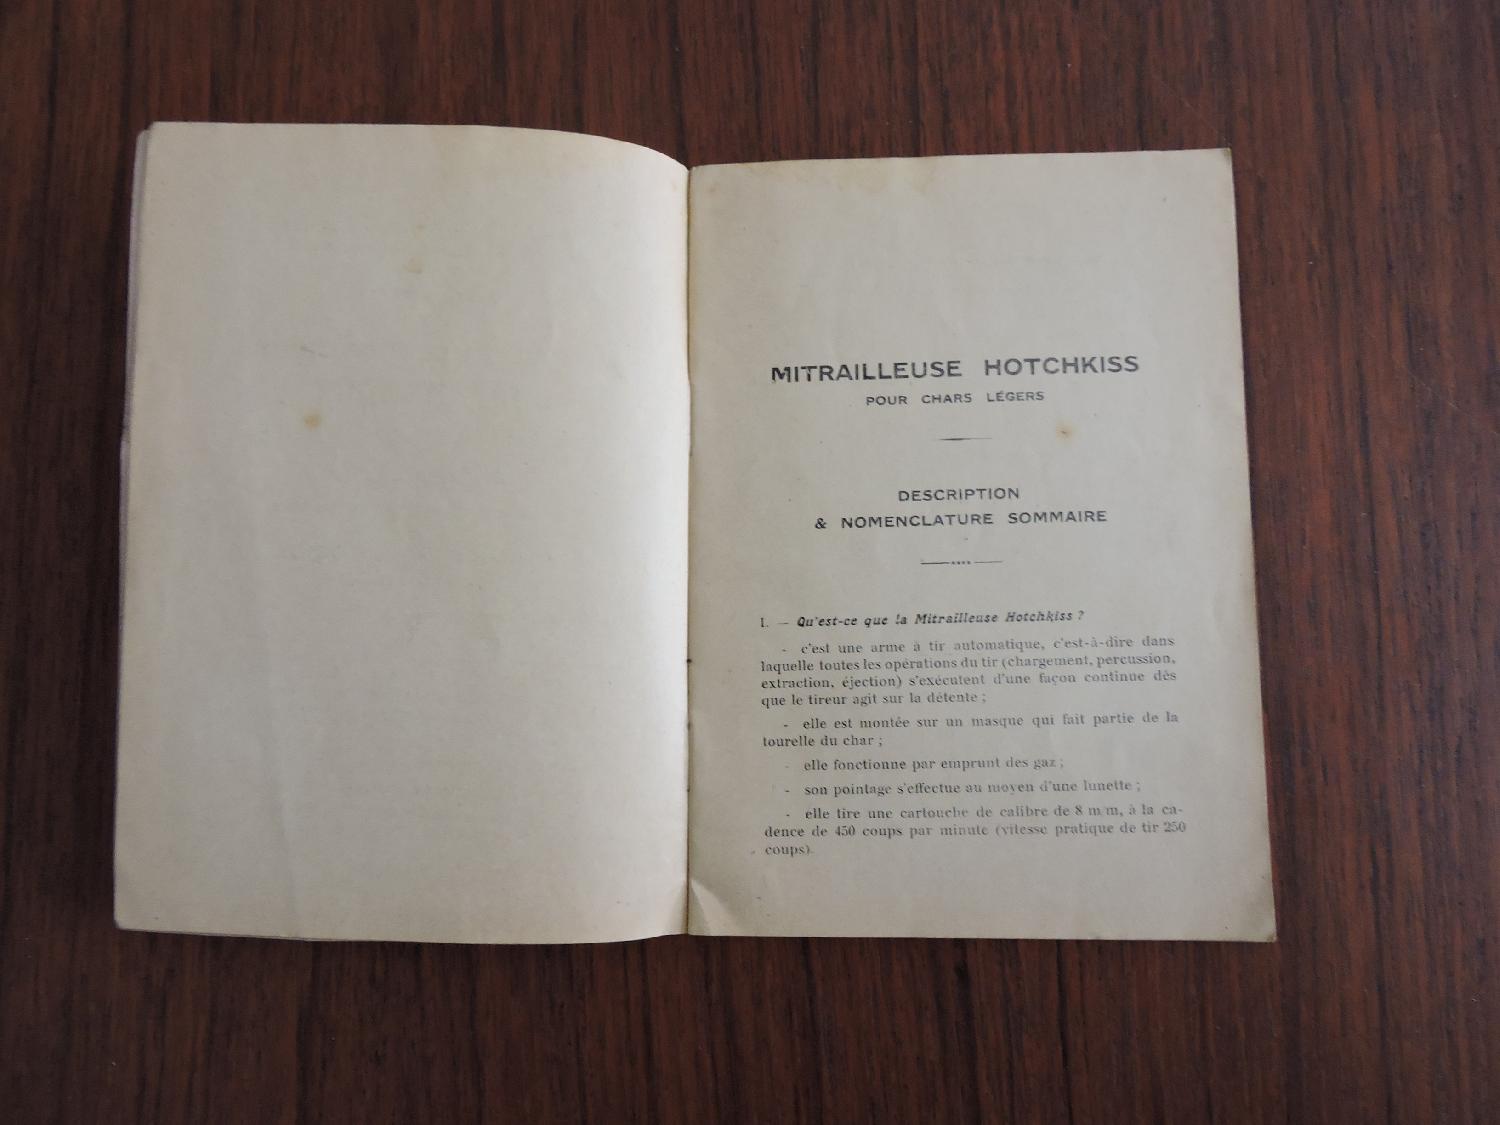 MITRAILLEUSE HOTCHKISS
POUR CHARS LÉGERS
DESCRIPTION
& NOMENCLATURE SOMMAIRE
I. — Qu'est-ce que la Mitrailleuse Hotchkiss ?
- c'est une arme à tir automatique, c'est-à-dire dans
laquelle toutes les opérations du tir (chargement, percussion,
extraction, éjection) s'exécutent d'une façon continue dès
que le tireur agit sur la détente ;
- elle est montée sur un masque qui fait partie de la
tourelle du char ;
- elle fonctionne par emprunt des gaz ;
- son pointage s'effectue au moyen d'une lunette ;
- elle tire une cartouche de calibre de 8 m/m, à la ca-
dence de 450 coups par minute (vitesse pratique de tir 250
coups).